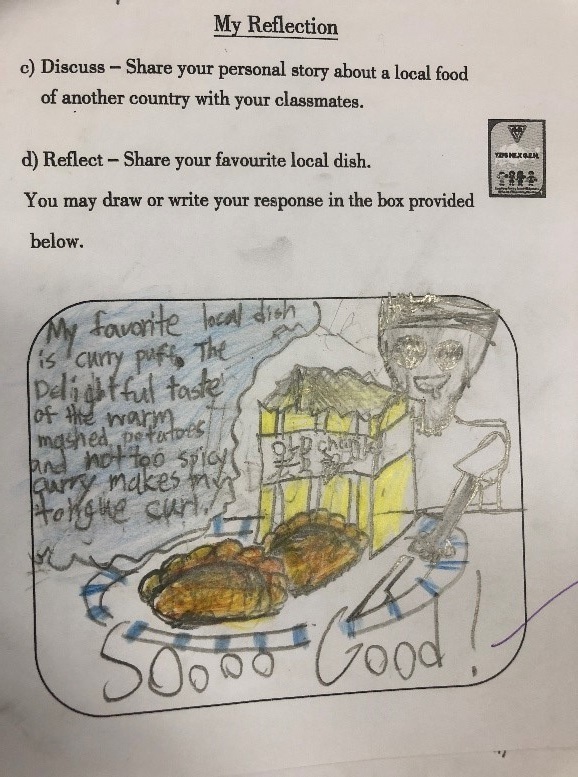 My Reflection
c) Discuss – Share your personal story about a local food
of another country with your classmates.
d) Reflect – Share your favourite local dish.
You may draw or write your response in the box provided
below.
My favorite local dish
is curry puff. The
Delightful taste
of the warm
mashed potatoes
and not too spicy
curry makes my
tongue curl!
OLD chang
SOooo Good!